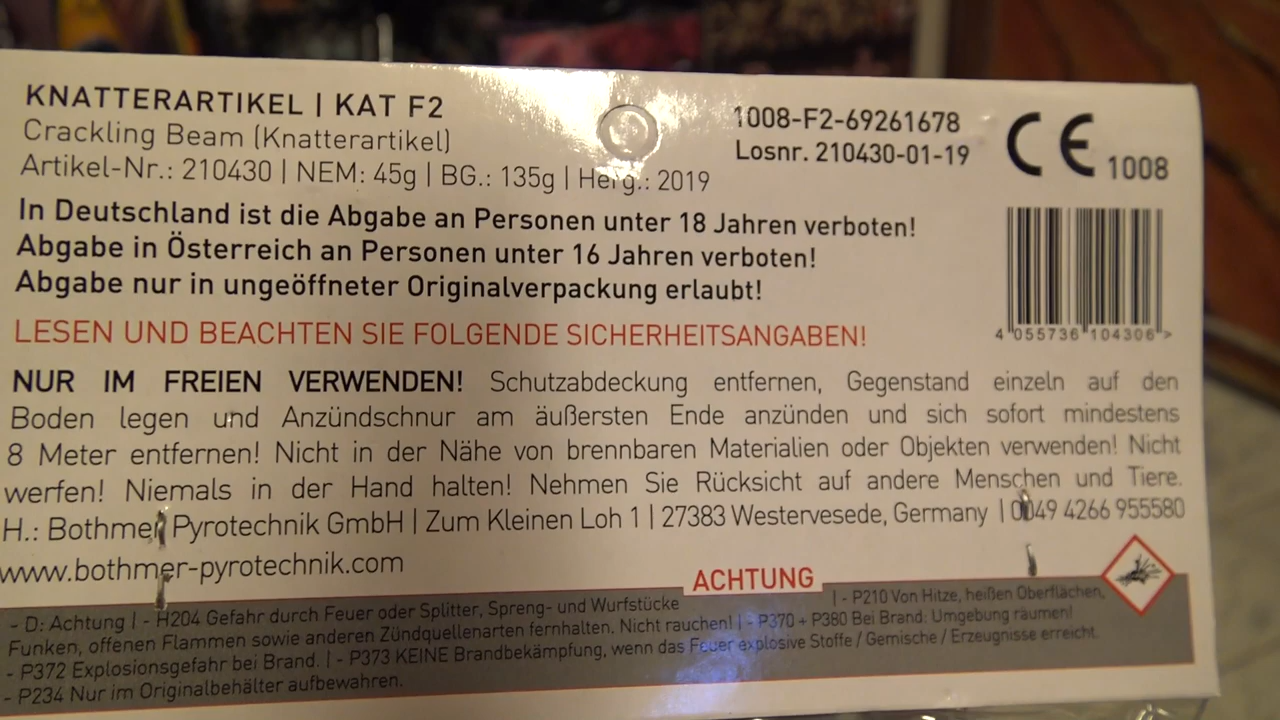 KNATTERARTIKEL | KAT F2
Crackling Beam (Knatterartikel)
Artikel-Nr.: 210430 | NEM: 45g | BG.: 135g | Herg.: 2019
1008-F2-69261678
Losnr. 210430-01-19
CE 1008
In Deutschland ist die Abgabe an Personen unter 18 Jahren verboten!
Abgabe in Österreich an Personen unter 16 Jahren verboten!
Abgabe nur in ungeöffneter Originalverpackung erlaubt!
4 055736 104306 >
LESEN UND BEACHTEN SIE FOLGENDE SICHERHEITSANGABEN!
NUR IM FREIEN VERWENDEN! Schutzabdeckung entfernen, Gegenstand einzeln auf den
Boden legen und Anzündschnur am äußersten Ende anzünden und sich sofort mindestens
8 Meter entfernen! Nicht in der Nähe von brennbaren Materialien oder Objekten verwenden! Nicht
werfen! Niemals in der Hand halten! Nehmen Sie Rücksicht auf andere Menschen und Tiere.
H.: Bothmer Pyrotechnik GmbH | Zum Kleinen Loh 1 | 27383 Westervesede, Germany | 0049 4266 955580
www.bothmer-pyrotechnik.com
ACHTUNG
- D: Achtung | - H204 Gefahr durch Feuer oder Splitter, Spreng- und Wurfstücke | - P210 Von Hitze, heißen Oberflächen,
Funken, offenen Flammen sowie anderen Zündquellenarten fernhalten. Nicht rauchen! | - P370 + P380 Bei Brand: Umgebung räumen!
- P372 Explosionsgefahr bei Brand. | - P373 KEINE Brandbekämpfung, wenn das Feuer explosive Stoffe / Gemische / Erzeugnisse erreicht.
- P234 Nur im Originalbehälter aufbewahren.